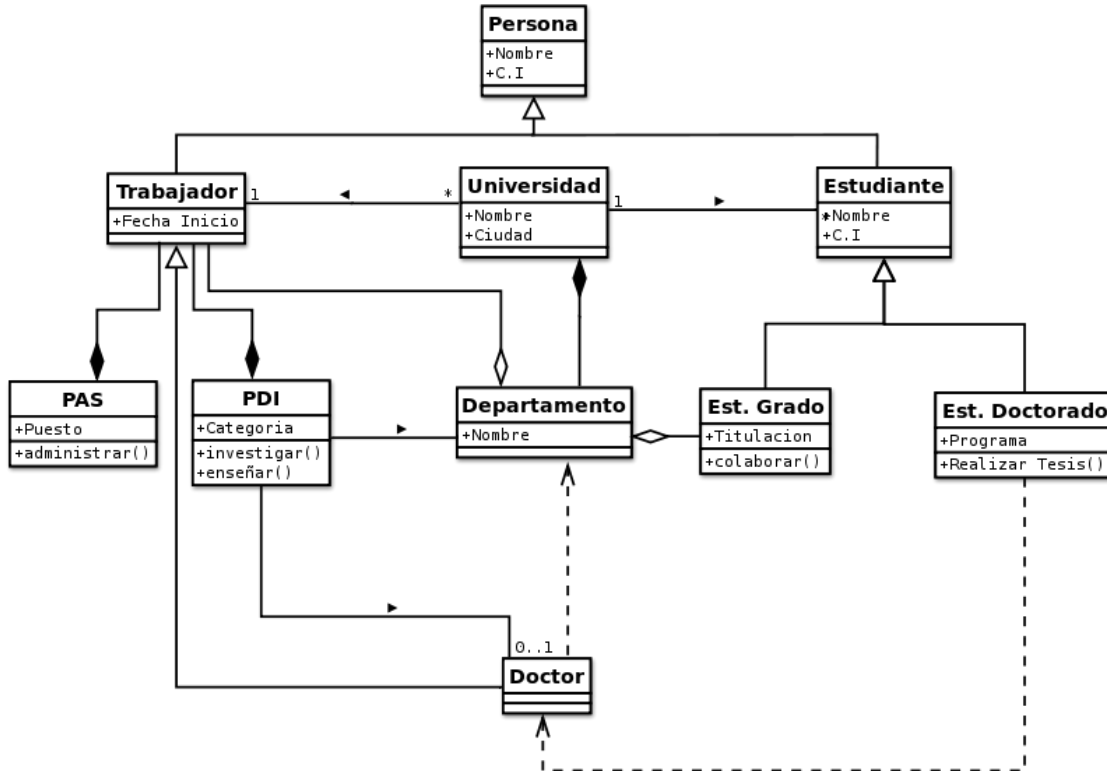 Persona
+Nombre
+C.I
Trabajador
+Fecha Inicio
1
*
Universidad
+Nombre
+Ciudad
1
Estudiante
*
+Nombre
+C.I
PAS
+Puesto
+administrar()
PDI
+Categoria
+investigar()
+enseñar()
Departamento
+Nombre
Est. Grado
+Titulacion
+colaborar()
Est. Doctorado
+Programa
+Realizar Tesis()
0..1
Doctor